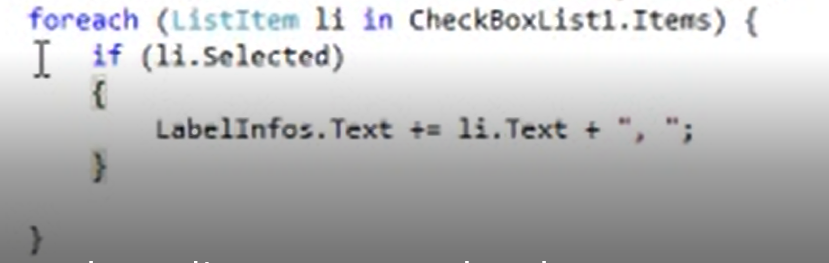 foreach (ListItem li in CheckBoxList1.Items) {
if (li.Selected)
{
LabelInfos.Text += li.Text + ", ";
}
}